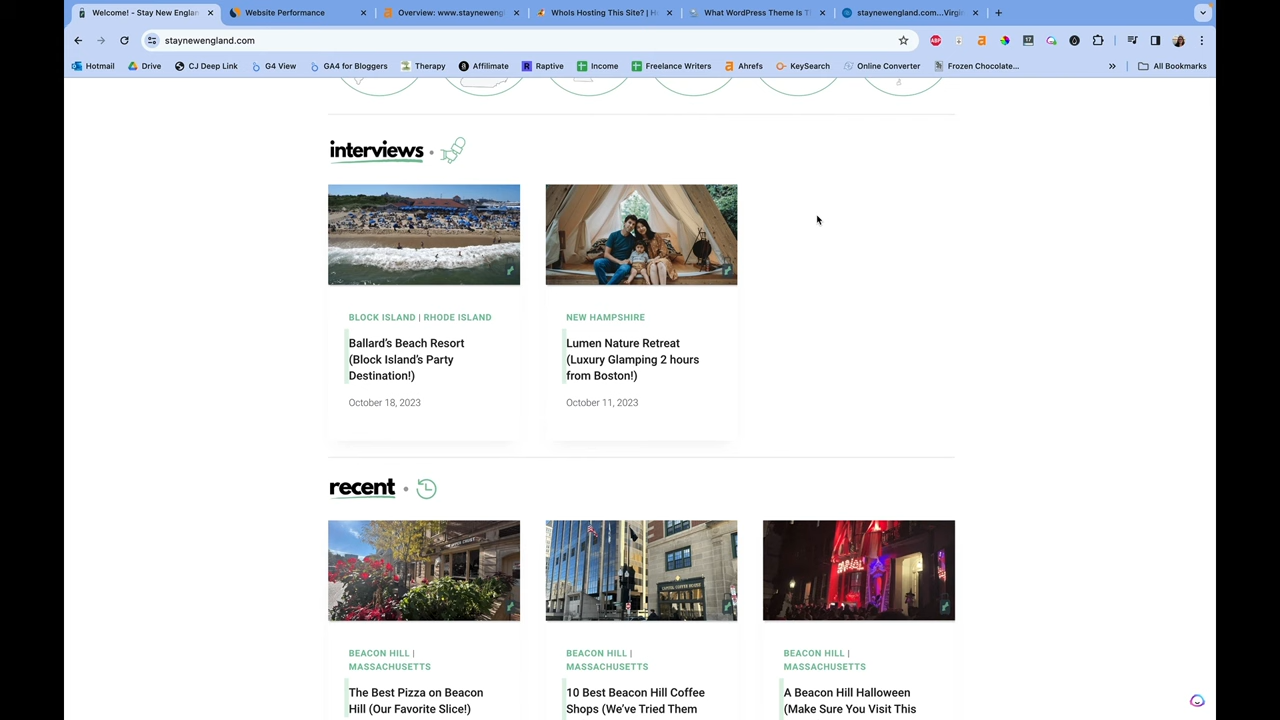 Welcome! - Stay New Englan
Website Performance
Overview: www.staynewengl
WhoIs Hosting This Site? | H
What WordPress Theme Is T
staynewengland.com...Virgi
staynewengland.com
Hotmail
Drive
CJ Deep Link
G4 View
GA4 for Bloggers
Therapy
Affilimate
Raptive
Income
Freelance Writers
Ahrefs
KeySearch
Online Converter
Frozen Chocolate...
»
All Bookmarks
interviews
BLOCK ISLAND | RHODE ISLAND
Ballard's Beach Resort
(Block Island's Party
Destination!)
October 18, 2023
NEW HAMPSHIRE
Lumen Nature Retreat
(Luxury Glamping 2 hours
from Boston!)
October 11, 2023
recent
BEACON HILL |
MASSACHUSETTS
The Best Pizza on Beacon
Hill (Our Favorite Slice!)
BEACON HILL |
MASSACHUSETTS
10 Best Beacon Hill Coffee
Shops (We've Tried Them
BEACON HILL |
MASSACHUSETTS
A Beacon Hill Halloween
(Make Sure You Visit This